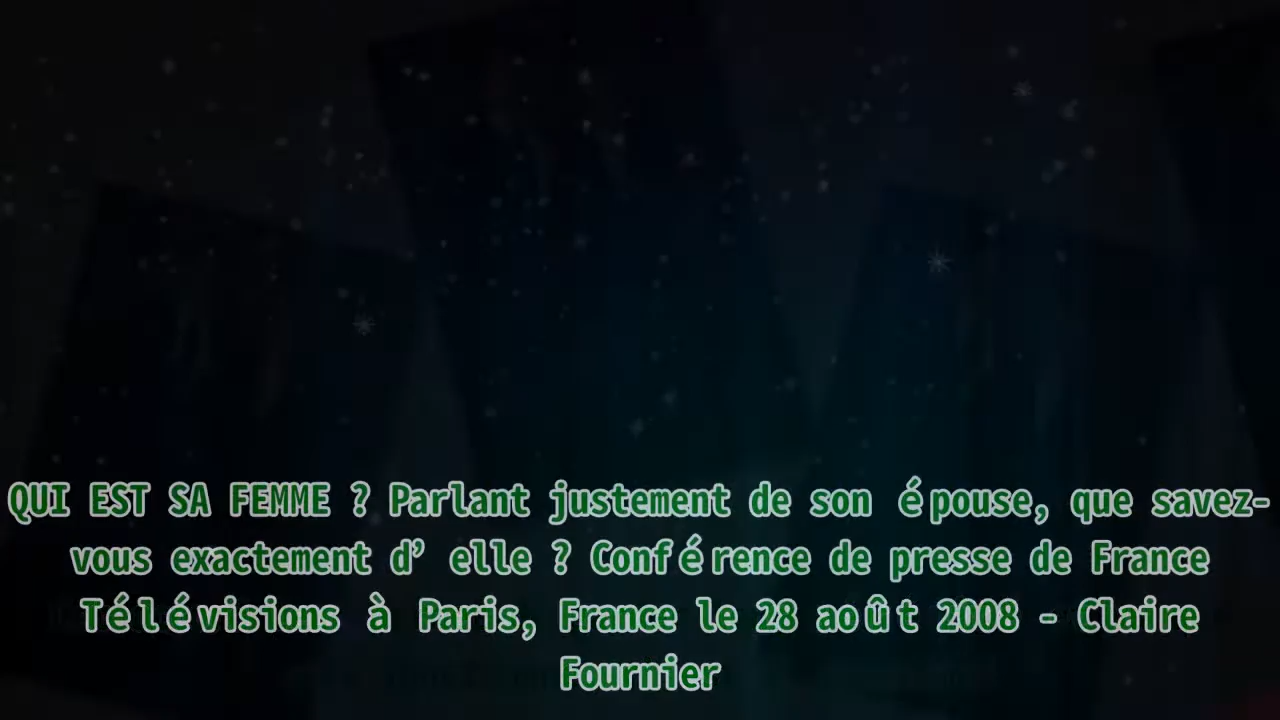 QUI EST SA FEMME ? Parlant justement de son épouse, que savez-
vous exactement d’ elle ? Conférence de presse de France
Télévisions à Paris, France le 28 août 2008 - Claire
Fournier